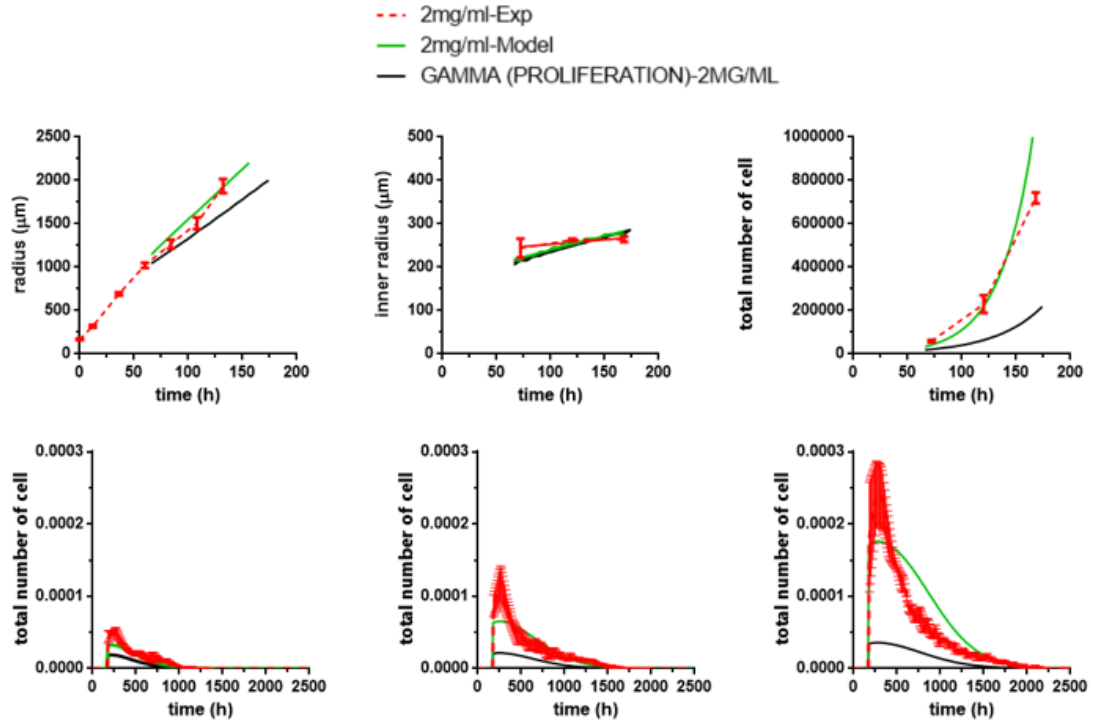 2mg/ml-Exp
2mg/ml-Model
GAMMA (PROLIFERATION)-2MG/ML
radius (μm)
2500
2000
1500
1000
500
0
0 50 100 150 200
time (h)
inner radius (μm)
500
400
300
200
100
0
0 50 100 150 200
time (h)
total number of cell
1000000
800000
600000
400000
200000
0
0 50 100 150 200
time (h)
total number of cell
0.0003
0.0002
0.0001
0.0000
0 500 1000 1500 2000 2500
time (h)
total number of cell
0.0003
0.0002
0.0001
0.0000
0 500 1000 1500 2000 2500
time (h)
total number of cell
0.0003
0.0002
0.0001
0.0000
0 500 1000 1500 2000 2500
time (h)